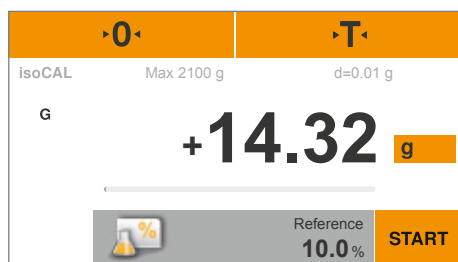 ▸0◂ ▸T◂
isoCAL Max 2100 g d=0.01 g
G
+14.32 g
% Reference
10.0 % START